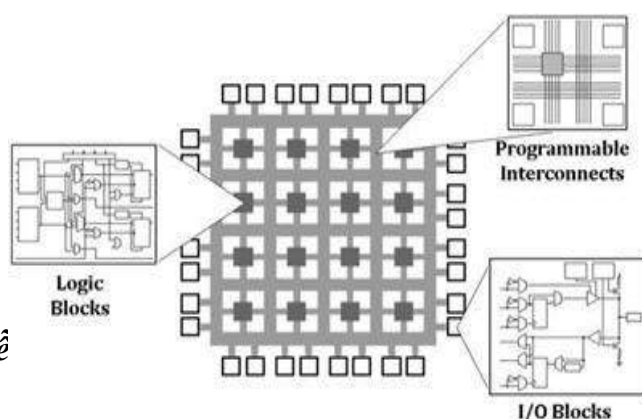 Programmable
Interconnects
Logic
Blocks
I/O Blocks